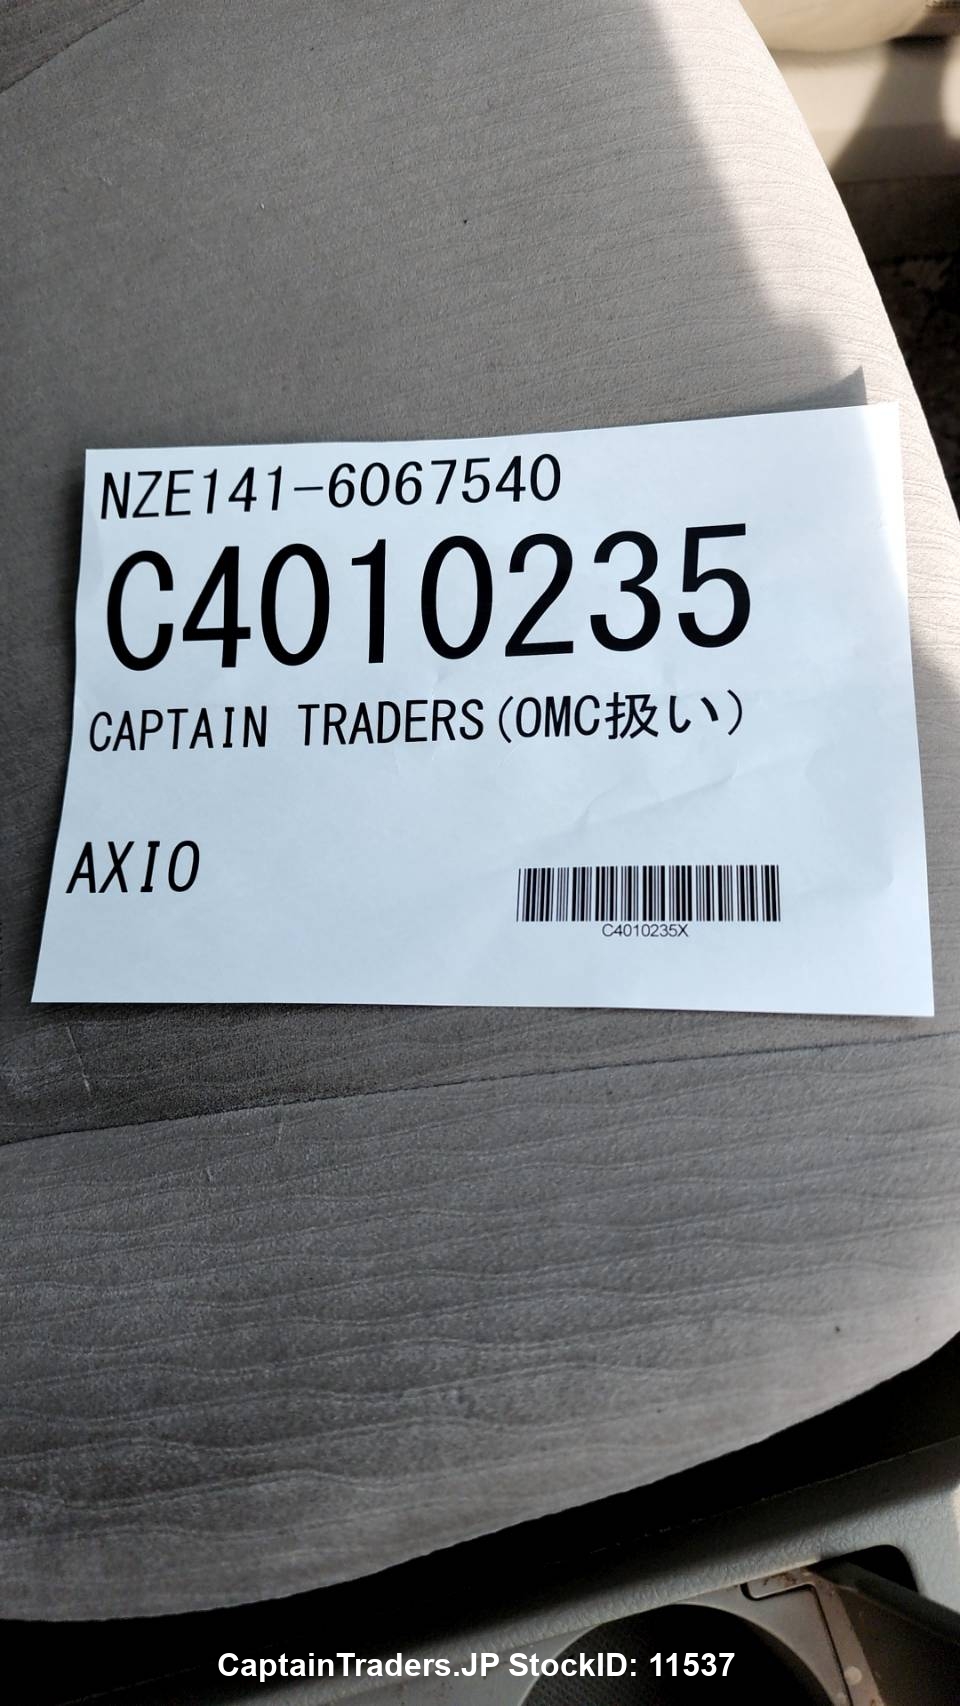 NZE141-6067540
C4010235
CAPTAIN TRADERS(OMC扱い)
AXIO
C4010235X
CaptainTraders.JP StockID: 11537